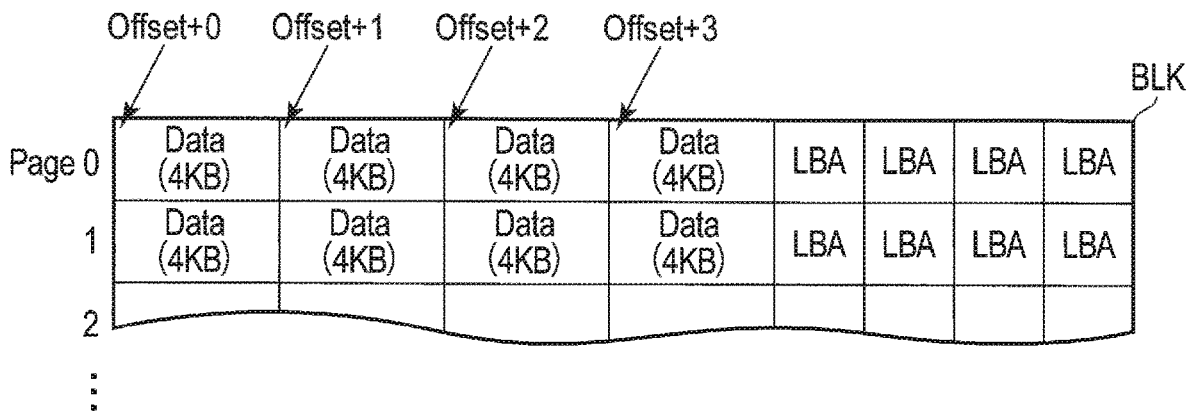 Offset+0 Offset+1 Offset+2 Offset+3
BLK
Page 0 Data (4KB) Data (4KB) Data (4KB) Data (4KB) LBA LBA LBA LBA
1 Data (4KB) Data (4KB) Data (4KB) Data (4KB) LBA LBA LBA LBA
2
⋮